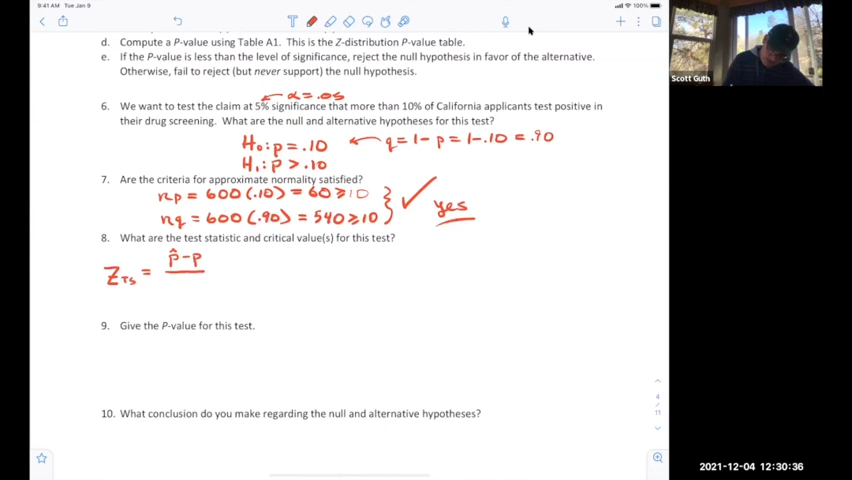 9:41 AM Tue Jan 9
100%
d. Compute a P-value using Table A1. This is the Z-distribution P-value table.
e. If the P-value is less than the level of significance, reject the null hypothesis in favor of the alternative.
Otherwise, fail to reject (but never support) the null hypothesis.
α = .05
6. We want to test the claim at 5% significance that more than 10% of California applicants test positive in
their drug screening. What are the null and alternative hypotheses for this test?
H₀: p = .10 ← q = 1 - p = 1 - .10 = .90
H₁: p > .10
7. Are the criteria for approximate normality satisfied?
np = 600 (.10) = 60 ≥ 10
yes
nq = 600 (.90) = 540 ≥ 10
8. What are the test statistic and critical value(s) for this test?
Z_TS = p̂ - p
9. Give the P-value for this test.
10. What conclusion do you make regarding the null and alternative hypotheses?
4
/
11
Scott Guth
2021-12-04 12:30:36